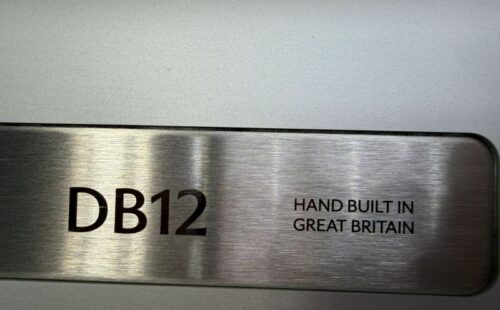 DB12
HAND BUILT IN
GREAT BRITAIN